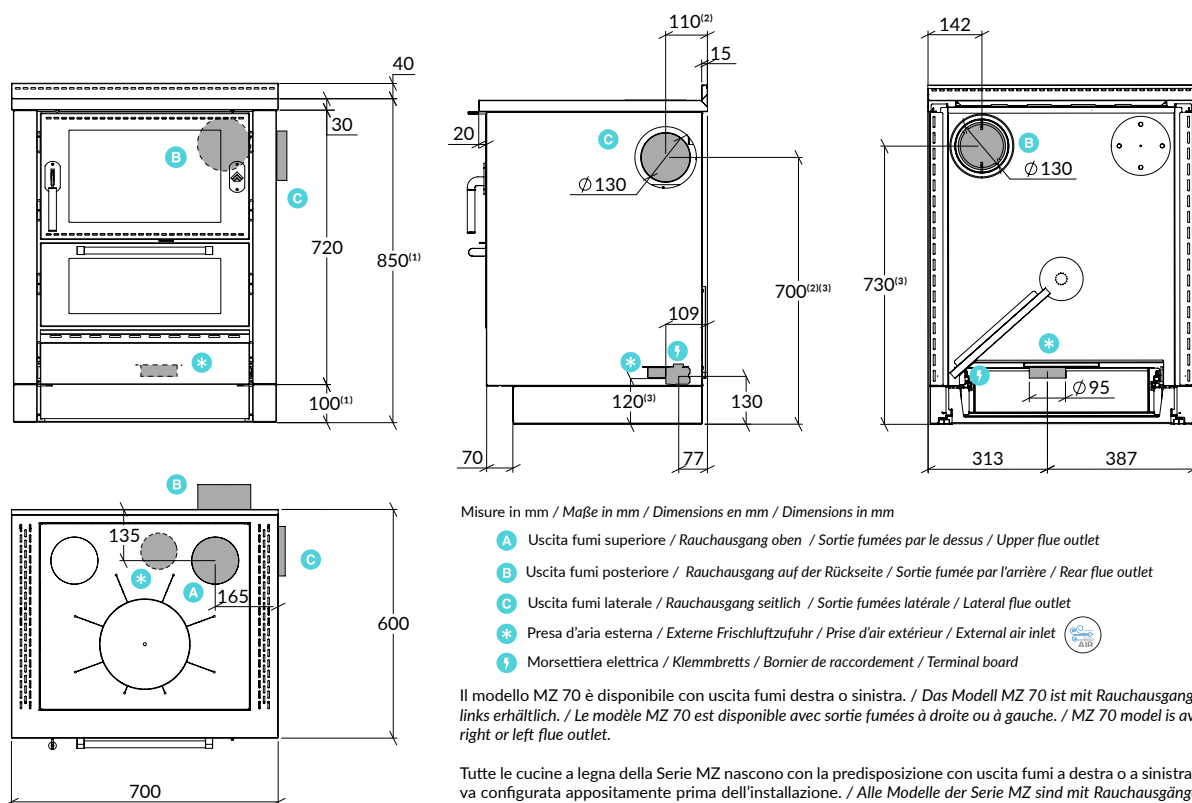 110(2)
142
15
40
30
B
C
720
850(1)
100(1)
*
20
C
Ø 130
700(2)(3)
109
*
120(3)
130
70
77
B
Ø 130
730(3)
*
Ø 95
313
387
B
135
*
A
165
C
600
700
Misure in mm / Maße in mm / Dimensions en mm / Dimensions in mm
A Uscita fumi superiore / Rauchausgang oben / Sortie fumées par le dessus / Upper flue outlet
B Uscita fumi posteriore / Rauchausgang auf der Rückseite / Sortie fumée par l'arrière / Rear flue outlet
C Uscita fumi laterale / Rauchausgang seitlich / Sortie fumées latérale / Lateral flue outlet
* Presa d'aria esterna / Externe Frischluftzufuhr / Prise d'air extérieur / External air inlet
AIR
Morsettiera elettrica / Klemmbretts / Bornier de raccordement / Terminal board
Il modello MZ 70 è disponibile con uscita fumi destra o sinistra. / Das Modell MZ 70 ist mit Rauchausgang
links erhältlich. / Le modèle MZ 70 est disponible avec sortie fumées à droite ou à gauche. / MZ 70 model is av
right or left flue outlet.
Tutte le cucine a legna della Serie MZ nascono con la predisposizione con uscita fumi a destra o a sinistra
va configurata appositamente prima dell'installazione. / Alle Modelle der Serie MZ sind mit Rauchausgäng